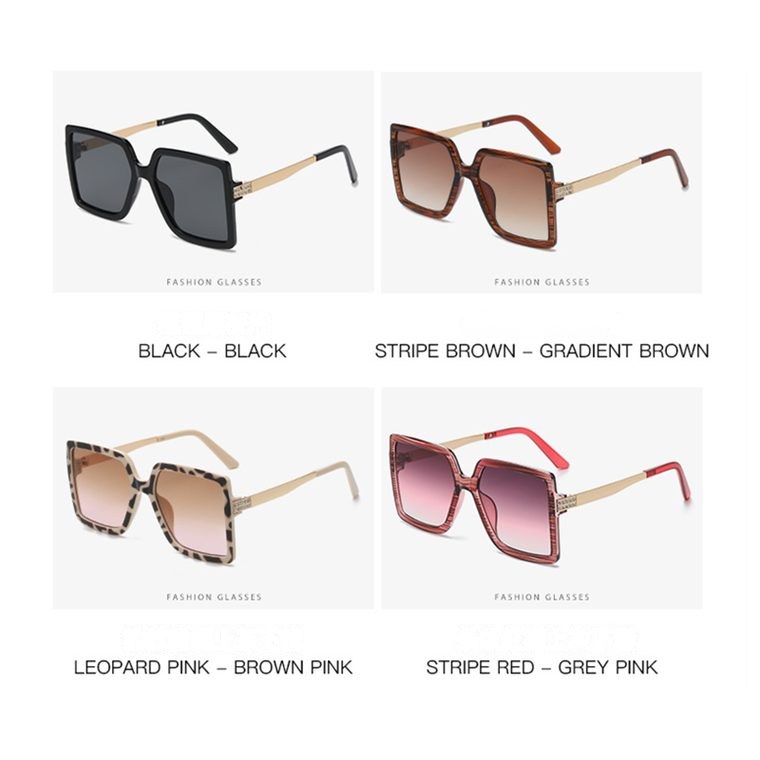 FASHION GLASSES
FASHION GLASSES
BLACK – BLACK
STRIPE BROWN – GRADIENT BROWN
FASHION GLASSES
FASHION GLASSES
LEOPARD PINK – BROWN PINK
STRIPE RED – GREY PINK